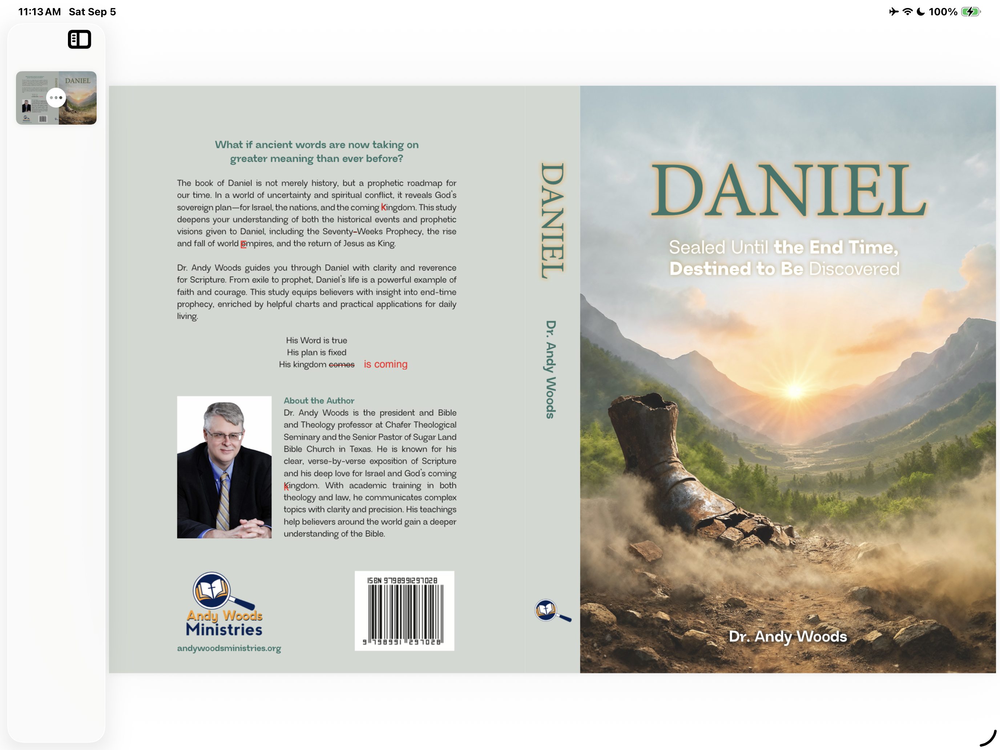 11:13 AM Sat Sep 5
100%
What if ancient words are now taking on
greater meaning than ever before?
The book of Daniel is not merely history, but a prophetic roadmap for
our time. In a world of uncertainty and spiritual conflict, it reveals God's
sovereign plan—for Israel, the nations, and the coming kingdom. This study
deepens your understanding of both the historical events and prophetic
visions given to Daniel, including the Seventy-Weeks Prophecy, the rise
and fall of world Empires, and the return of Jesus as King.
Dr. Andy Woods guides you through Daniel with clarity and reverence
for Scripture. From exile to prophet, Daniel's life is a powerful example of
faith and courage. This study equips believers with insight into end-time
prophecy, enriched by helpful charts and practical applications for daily
living.
His Word is true
His plan is fixed
His kingdom comes is coming
About the Author
Dr. Andy Woods is the president and Bible
and Theology professor at Chafer Theological
Seminary and the Senior Pastor of Sugar Land
Bible Church in Texas. He is known for his
clear, verse-by-verse exposition of Scripture
and his deep love for Israel and God's coming
kingdom. With academic training in both
theology and law, he communicates complex
topics with clarity and precision. His teachings
help believers around the world gain a deeper
understanding of the Bible.
Andy Woods
Ministries
andywoodsministries.org
ISBN 9798991297028
9 798991 297028
DANIEL
Dr. Andy Woods
DANIEL
Sealed Until the End Time,
Destined to Be Discovered
Dr. Andy Woods
DANIEL